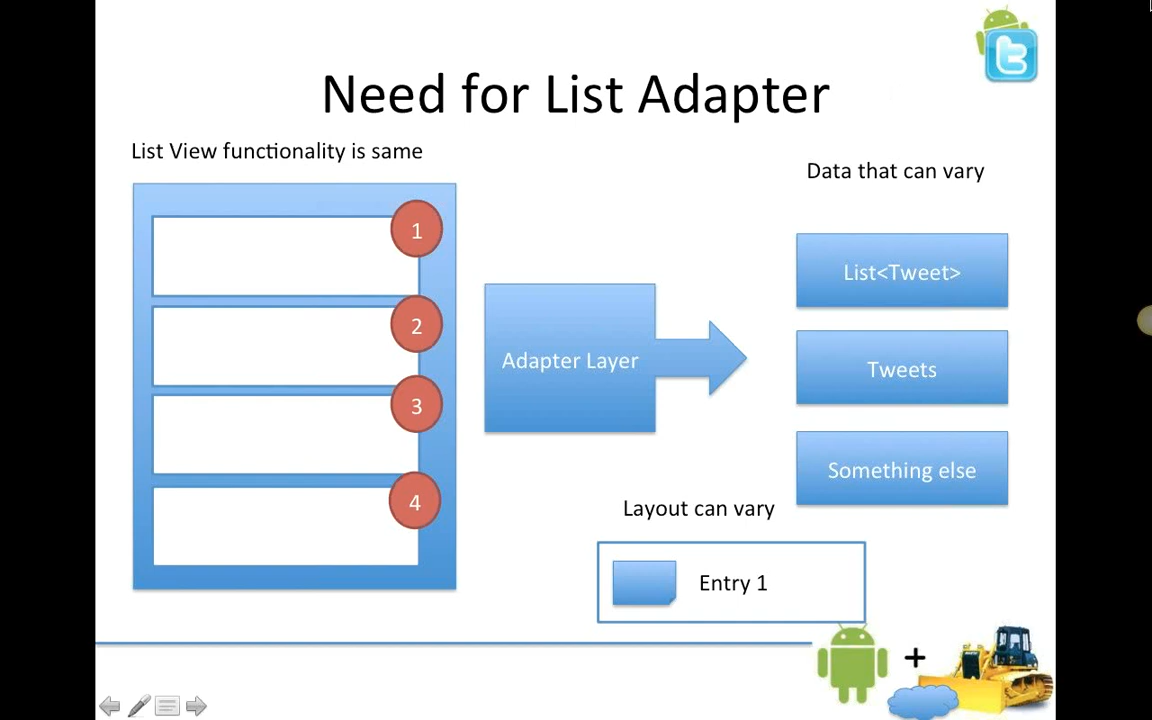 Need for List Adapter
List View functionality is same
Data that can vary
1
2
3
4
Adapter Layer
List<Tweet>
Tweets
Something else
Layout can vary
Entry 1
+